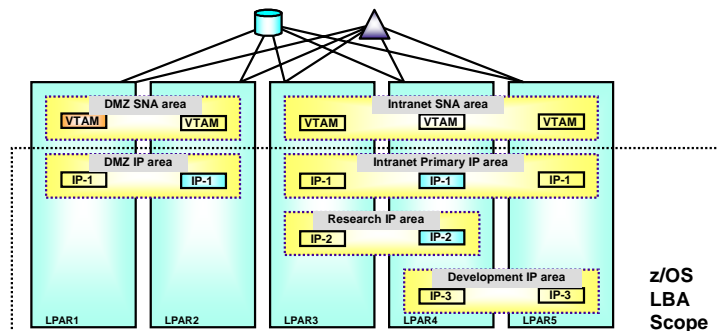 DMZ SNA area
Intranet SNA area
VTAM
VTAM
VTAM
VTAM
VTAM
DMZ IP area
Intranet Primary IP area
IP-1
IP-1
IP-1
IP-1
IP-1
Research IP area
IP-2
IP-2
Development IP area
IP-3
IP-3
z/OS
LBA
Scope
LPAR1
LPAR2
LPAR3
LPAR4
LPAR5